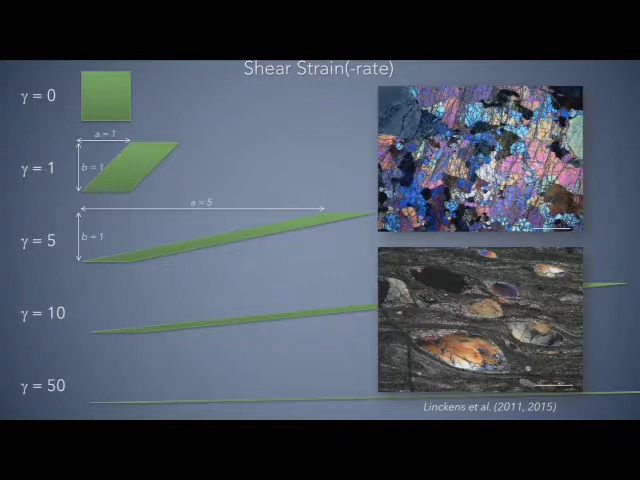 Shear Strain(-rate)
γ = 0
a = 1
γ = 1
b = 1
a = 5
γ = 5
b = 1
γ = 10
γ = 50
Linckens et al. (2011, 2015)